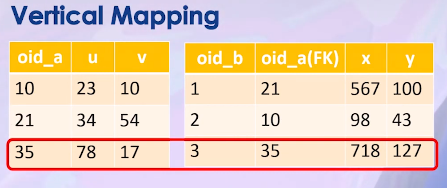 Vertical Mapping
oid_a u v oid_b oid_a(FK) x y
10 23 10 1 21 567 100
21 34 54 2 10 98 43
35 78 17 3 35 718 127